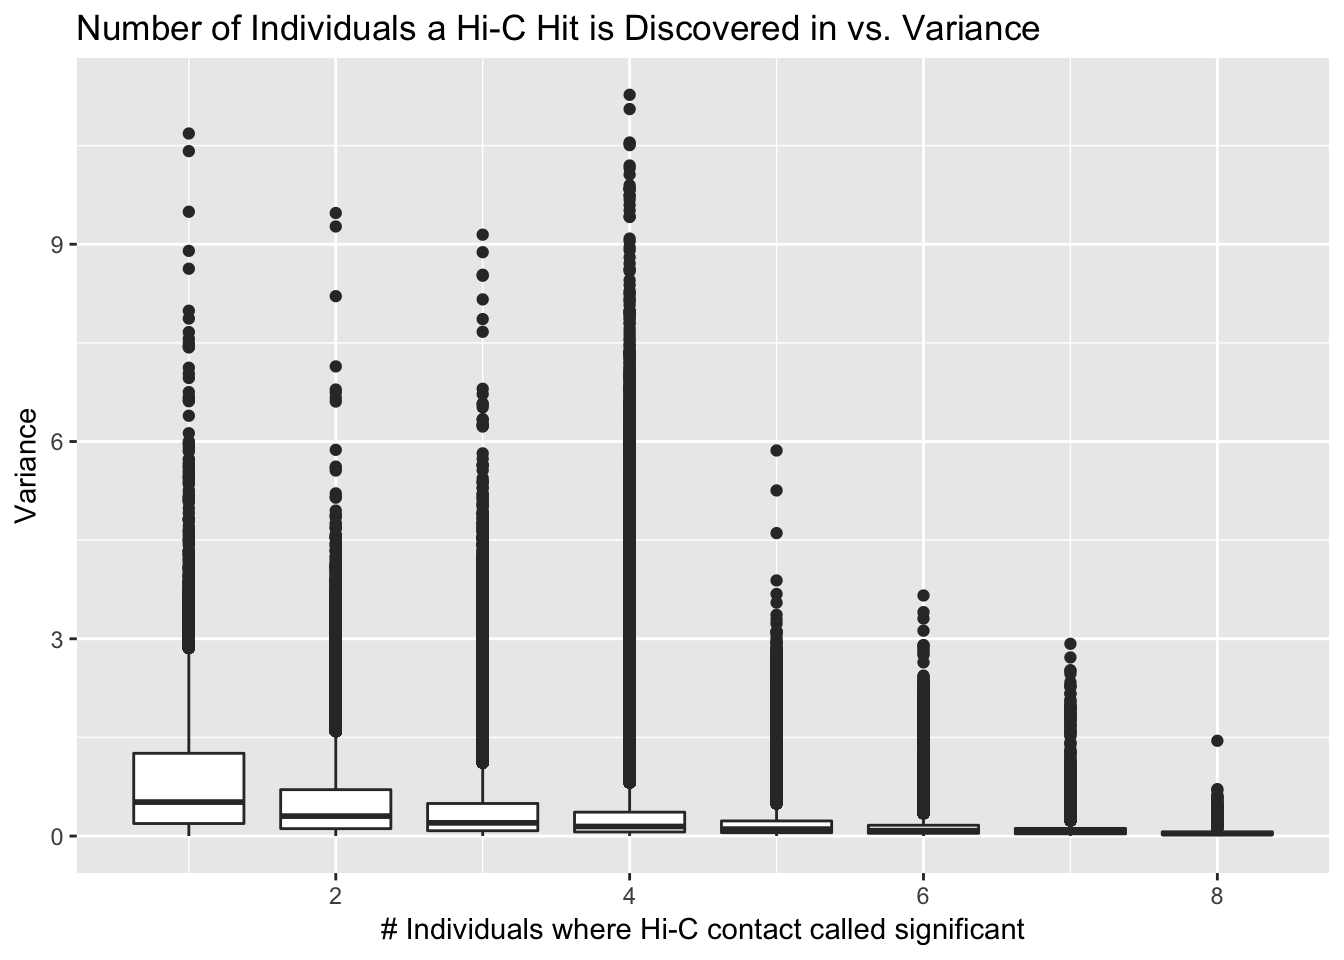 Number of Individuals a Hi-C Hit is Discovered in vs. Variance
9
6
3
0
Variance
2
4
6
8
# Individuals where Hi-C contact called significant